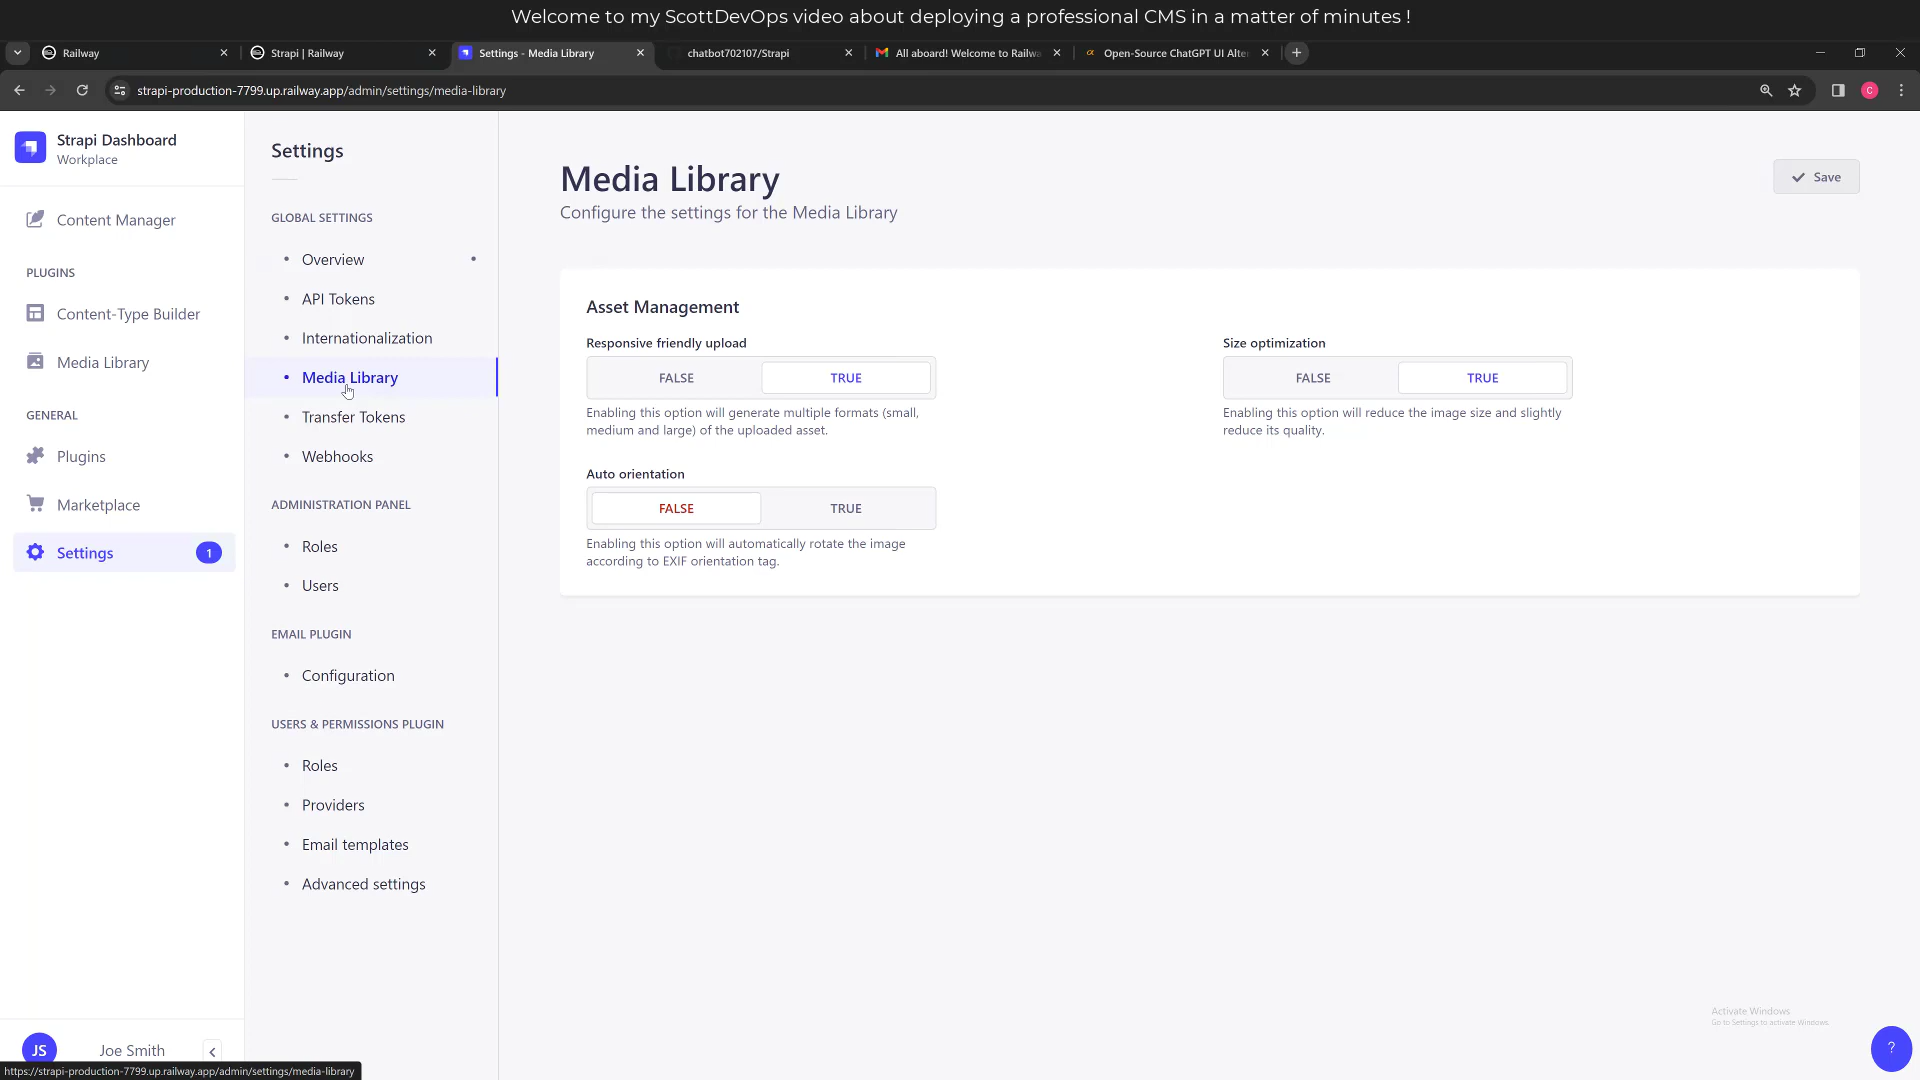 Welcome to my ScottDevOps video about deploying a professional CMS in a matter of minutes !
Railway
Strapi | Railway
Settings - Media Library
chatbot702107/Strapi
All aboard! Welcome to Railwa
Open-Source ChatGPT UI Alte
strapi-production-7799.up.railway.app/admin/settings/media-library
C
Strapi Dashboard
Workplace
Content Manager
PLUGINS
Content-Type Builder
Media Library
GENERAL
Plugins
Marketplace
Settings
1
JS
Joe Smith
https://strapi-production-7799.up.railway.app/admin/settings/media-library
Settings
GLOBAL SETTINGS
Overview
API Tokens
Internationalization
Media Library
Transfer Tokens
Webhooks
ADMINISTRATION PANEL
Roles
Users
EMAIL PLUGIN
Configuration
USERS & PERMISSIONS PLUGIN
Roles
Providers
Email templates
Advanced settings
Media Library
Configure the settings for the Media Library
Save
Asset Management
Responsive friendly upload
FALSE TRUE
Enabling this option will generate multiple formats (small,
medium and large) of the uploaded asset.
Size optimization
FALSE TRUE
Enabling this option will reduce the image size and slightly
reduce its quality.
Auto orientation
FALSE TRUE
Enabling this option will automatically rotate the image
according to EXIF orientation tag.
Activate Windows
Go to Settings to activate Windows.
?